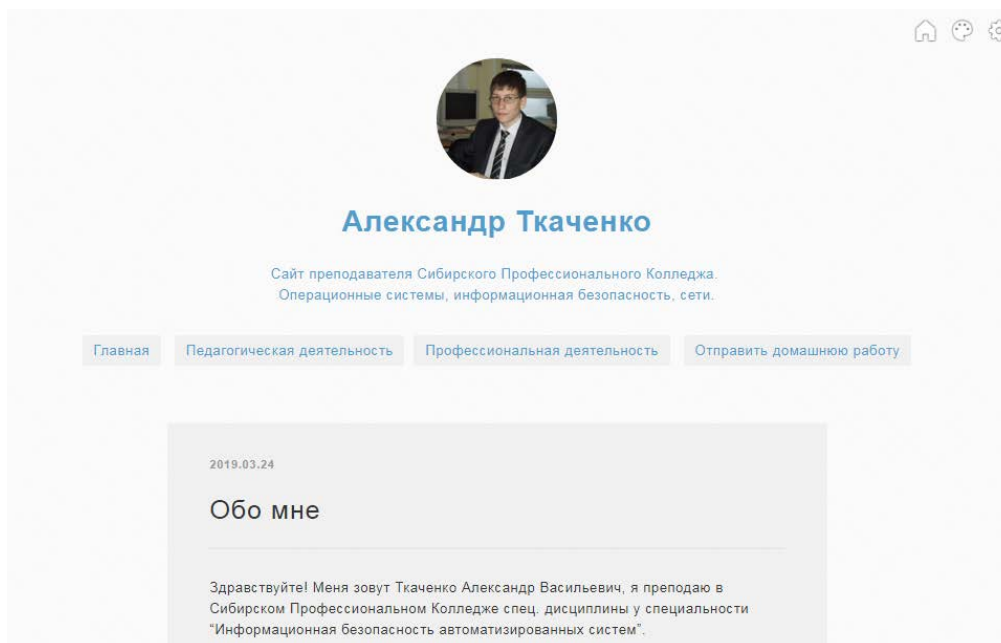 Александр Ткаченко
Сайт преподавателя Сибирского Профессионального Колледжа.
Операционные системы, информационная безопасность, сети.
Главная
Педагогическая деятельность
Профессиональная деятельность
Отправить домашнюю работу
2019.03.24
Обо мне
Здравствуйте! Меня зовут Ткаченко Александр Васильевич, я преподаю в
Сибирском Профессиональном Колледже спец. дисциплины у специальности
“Информационная безопасность автоматизированных систем”.